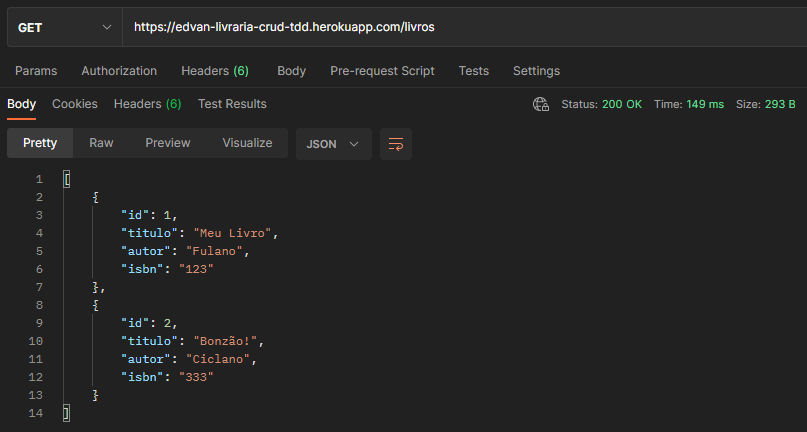 GET https://edvan-livraria-crud-tdd.herokuapp.com/livros
Params Authorization Headers (6) Body Pre-request Script Tests Settings
Body Cookies Headers (6) Test Results Status: 200 OK Time: 149 ms Size: 293 B
Pretty Raw Preview Visualize JSON
1 [
2 {
3 "id": 1,
4 "titulo": "Meu Livro",
5 "autor": "Fulano",
6 "isbn": "123"
7 },
8 {
9 "id": 2,
10 "titulo": "Bonzão!",
11 "autor": "Ciclano",
12 "isbn": "333"
13 }
14 ]